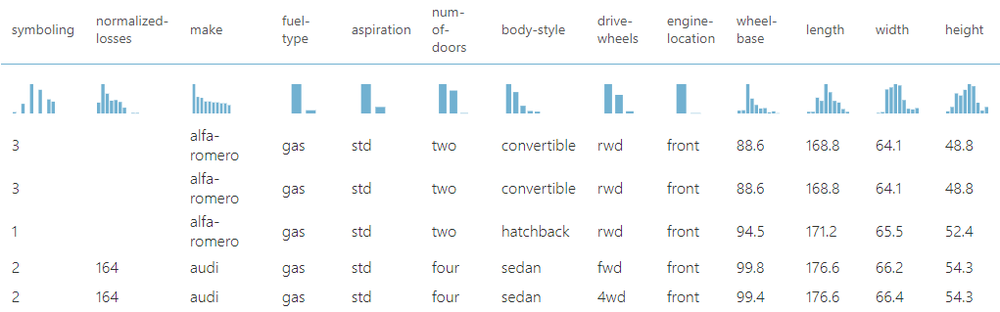 symboling normalized-losses make fuel-type aspiration num-of-doors body-style drive-wheels engine-location wheel-base length width height
3 alfa-romero gas std two convertible rwd front 88.6 168.8 64.1 48.8
3 alfa-romero gas std two convertible rwd front 88.6 168.8 64.1 48.8
1 alfa-romero gas std two hatchback rwd front 94.5 171.2 65.5 52.4
2 164 audi gas std four sedan fwd front 99.8 176.6 66.2 54.3
2 164 audi gas std four sedan 4wd front 99.4 176.6 66.4 54.3